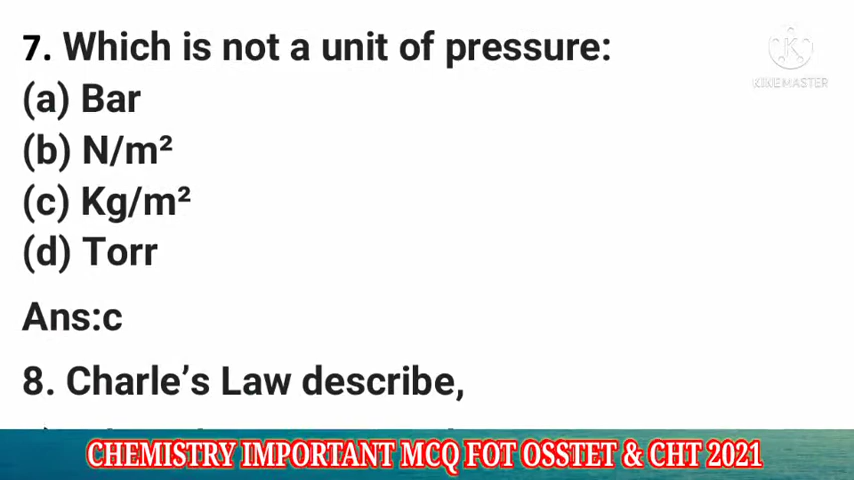 7. Which is not a unit of pressure:
(a) Bar
(b) N/m²
(c) Kg/m²
(d) Torr
Ans:c
8. Charle's Law describe,
CHEMISTRY IMPORTANT MCQ FOT OSSTET & CHT 2021
KINEMASTER